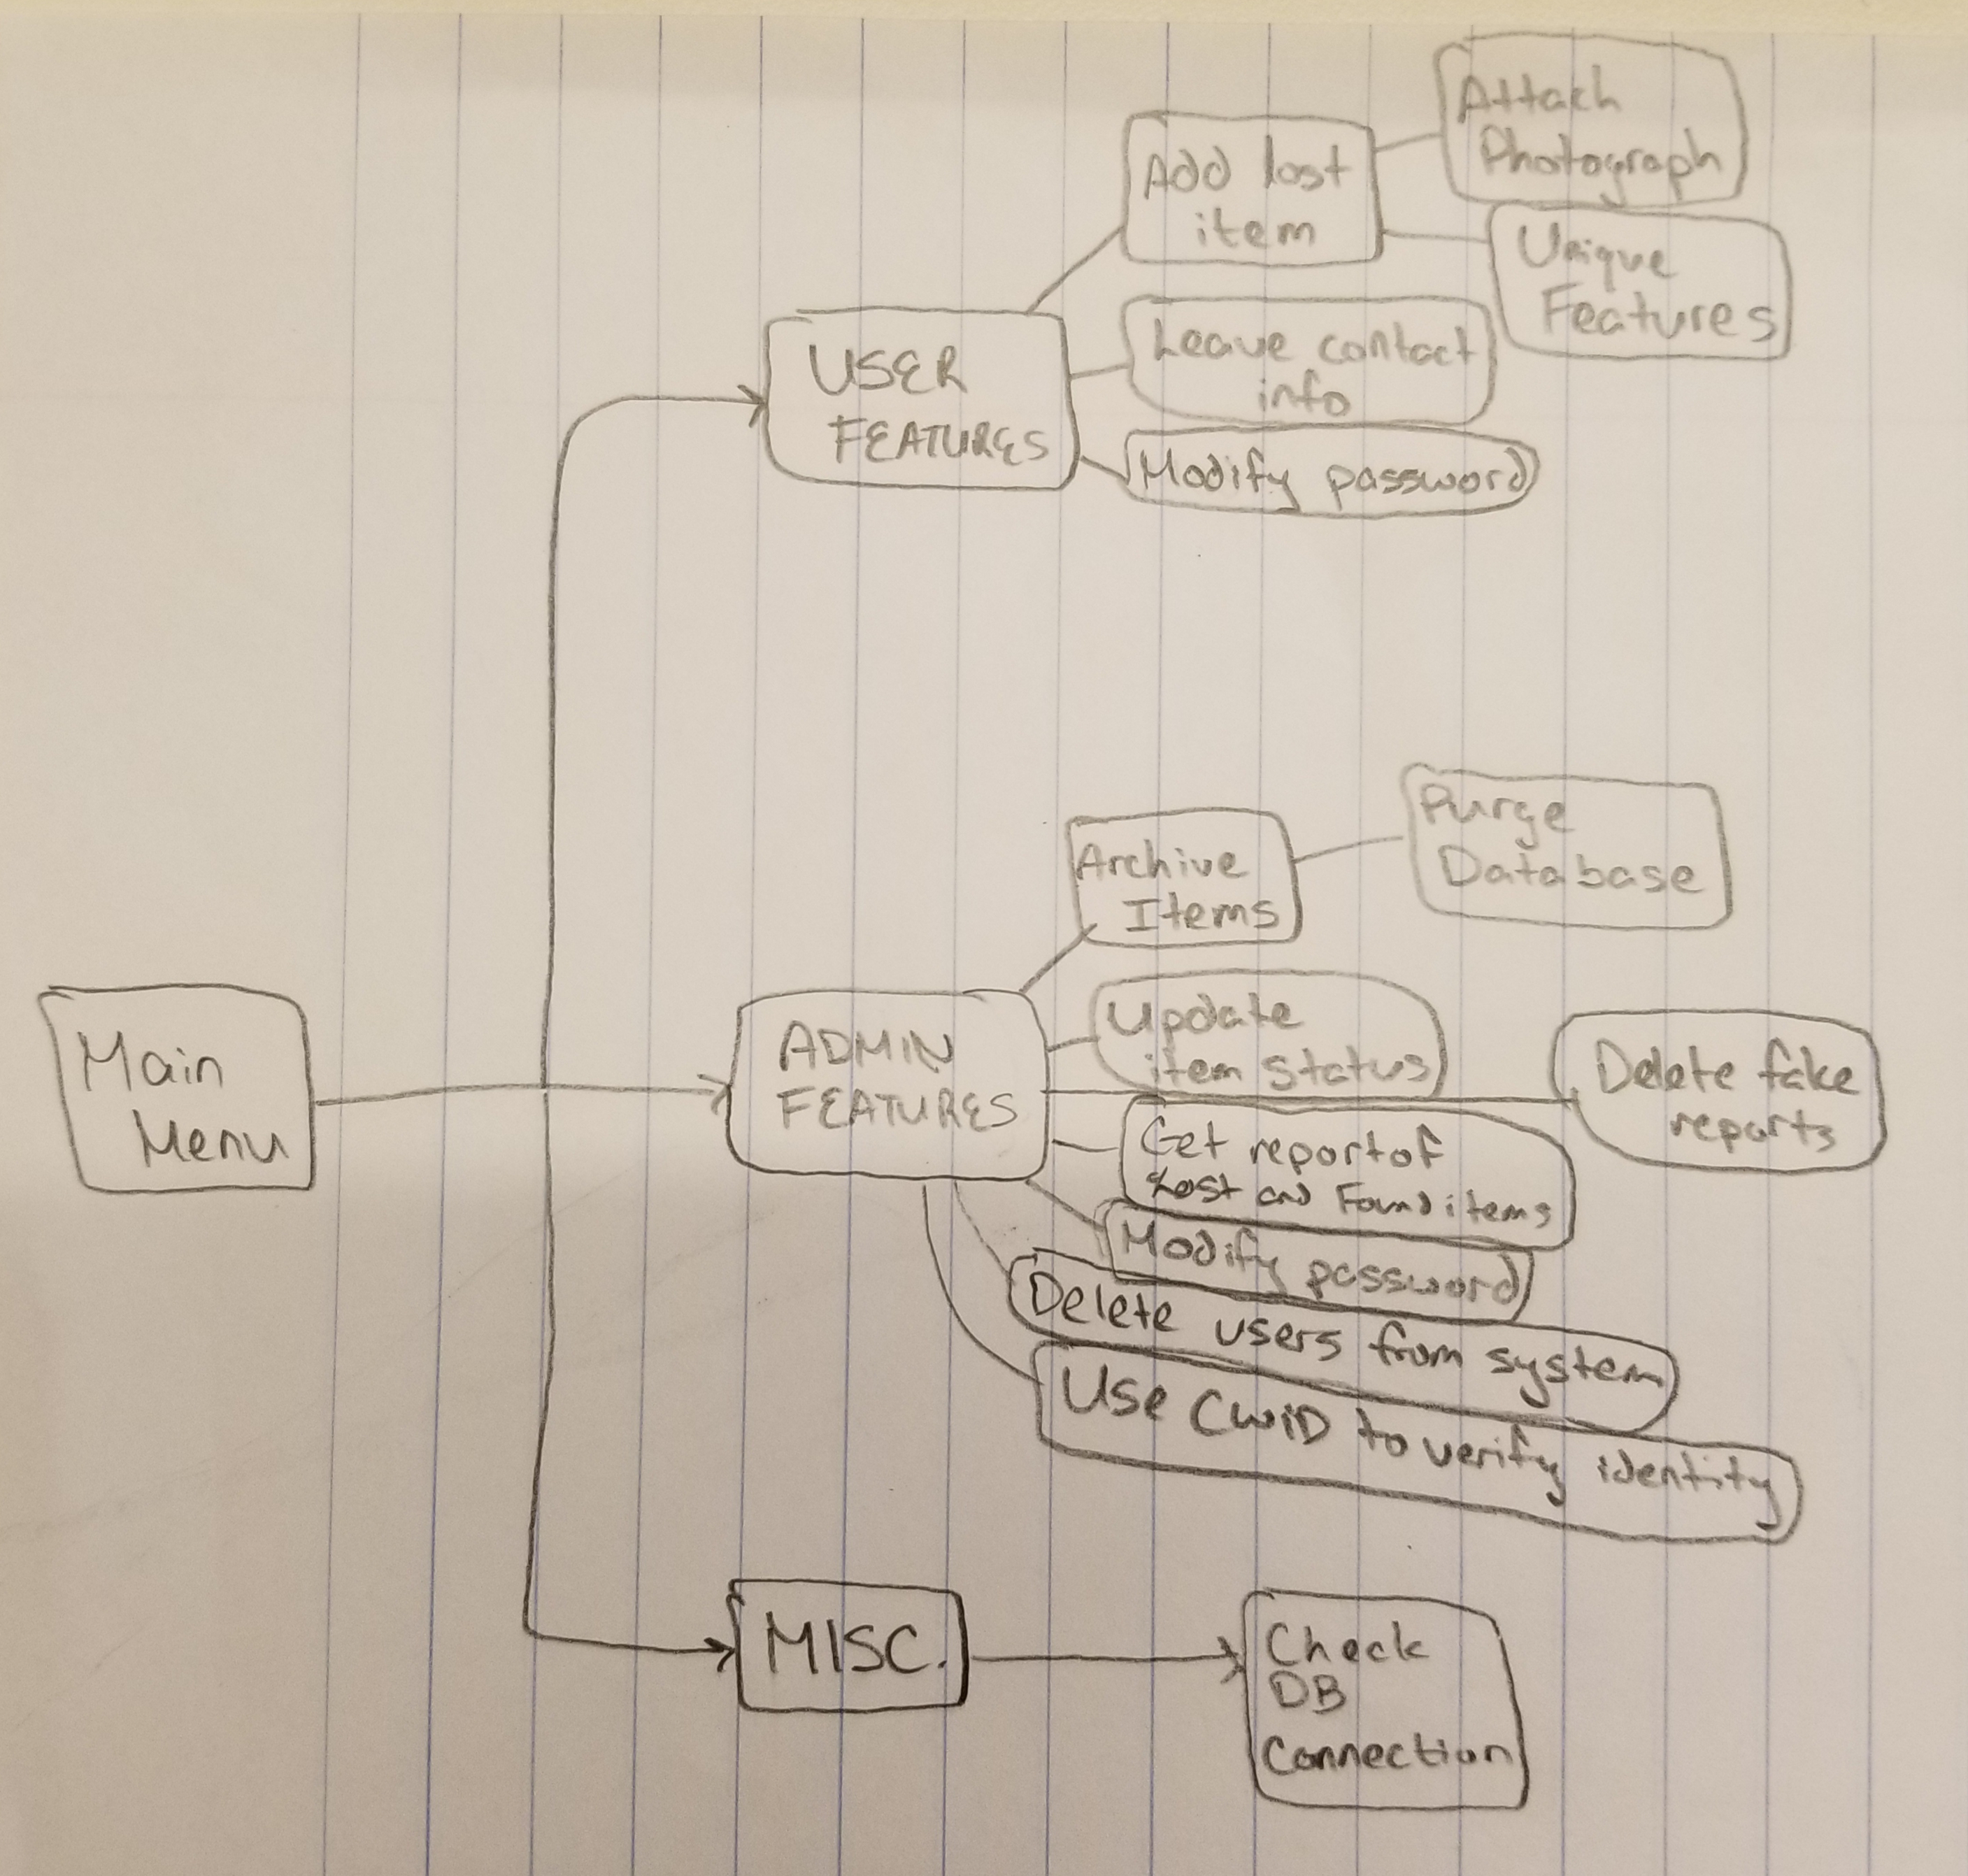 Attach
Photograph
Add lost
item
Unique
Features
USER
FEATURES
Leave contact
info
Modify password
Purge
Database
Archive
Items
Main
Menu
ADMIN
FEATURES
Update
item status
Delete fake
reports
Get report of
Lost and Found items
Modify password
Delete users from system
Use CWID to verify identity
MISC.
Check
DB
Connection